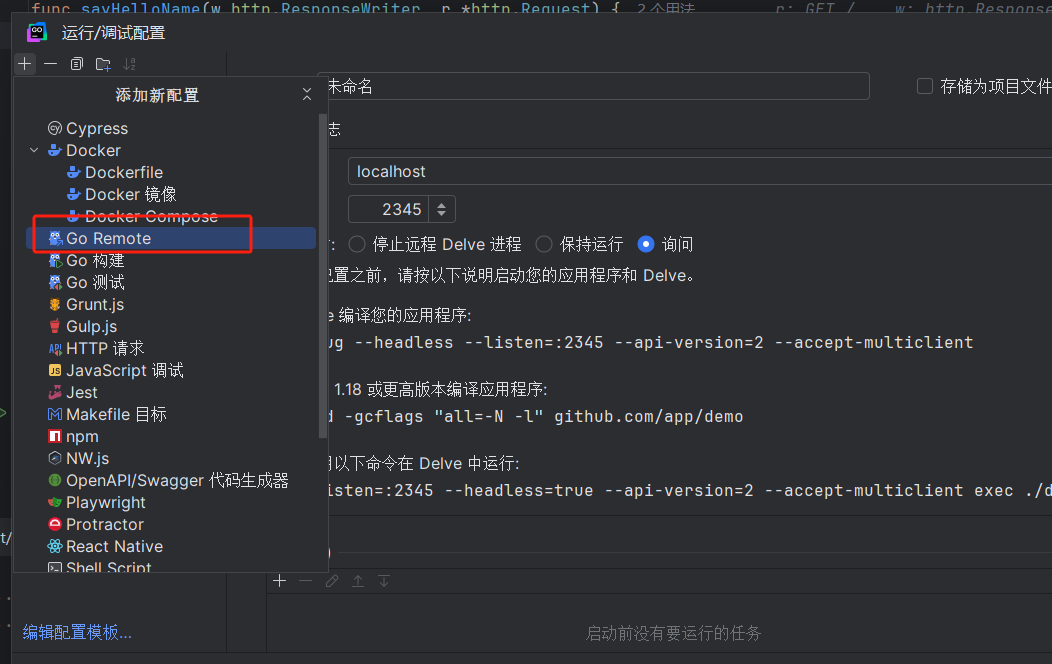 func sayHelloName(w http.ResponseWriter, r *http.Request) { 2 个用法 r: GET / w: http.Response
运行/调试配置
添加新配置
未命名
存储为项目文件
Cypress
Docker
Dockerfile
Docker 镜像
Docker Compose
Go Remote
Go 构建
Go 测试
Grunt.js
Gulp.js
HTTP 请求
JavaScript 调试
Jest
Makefile 目标
npm
NW.js
OpenAPI/Swagger 代码生成器
Playwright
Protractor
React Native
Shell Script
志
localhost
2345
: 停止远程 Delve 进程 保持运行 询问
配置之前，请按以下说明启动您的应用程序和 Delve。
e 编译您的应用程序:
ug --headless --listen=:2345 --api-version=2 --accept-multiclient
1.18 或更高版本编译应用程序:
d -gcflags "all=-N -l" github.com/app/demo
用以下命令在 Delve 中运行:
isten=:2345 --headless=true --api-version=2 --accept-multiclient exec ./d
)
t/
编辑配置模板...
启动前没有要运行的任务